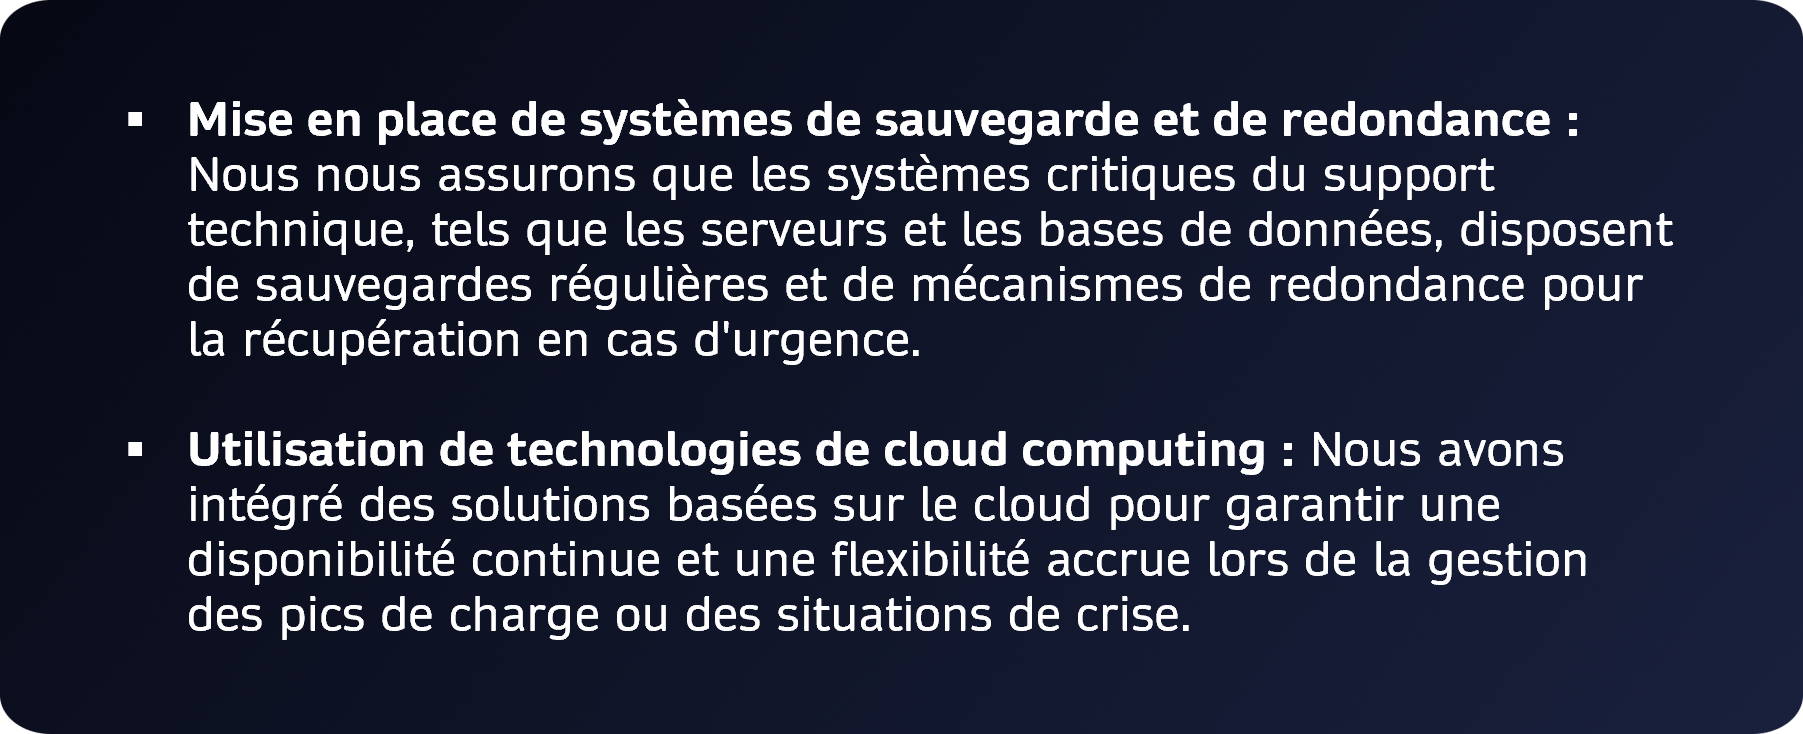 ▪ Mise en place de systèmes de sauvegarde et de redondance :
Nous nous assurons que les systèmes critiques du support
technique, tels que les serveurs et les bases de données, disposent
de sauvegardes régulières et de mécanismes de redondance pour
la récupération en cas d'urgence.
▪ Utilisation de technologies de cloud computing : Nous avons
intégré des solutions basées sur le cloud pour garantir une
disponibilité continue et une flexibilité accrue lors de la gestion
des pics de charge ou des situations de crise.